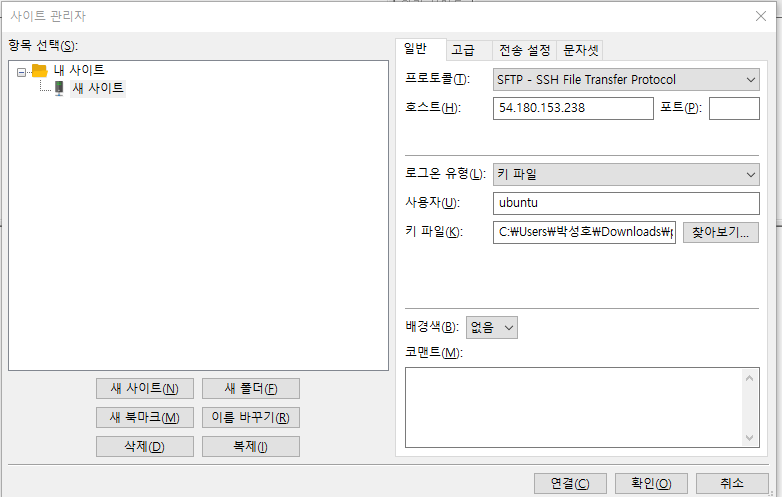 사이트 관리자
항목 선택(S):
내 사이트
새 사이트
새 사이트(N) 새 폴더(F)
새 북마크(M) 이름 바꾸기(R)
삭제(D) 복제(I)
일반 고급 전송 설정 문자셋
프로토콜(T): SFTP - SSH File Transfer Protocol
호스트(H): 54.180.153.238 포트(P):
로그온 유형(L): 키 파일
사용자(U): ubuntu
키 파일(K): C:₩Users₩박성호₩Downloads₩p 찾아보기...
배경색(B): 없음
코맨트(M):
연결(C) 확인(O) 취소